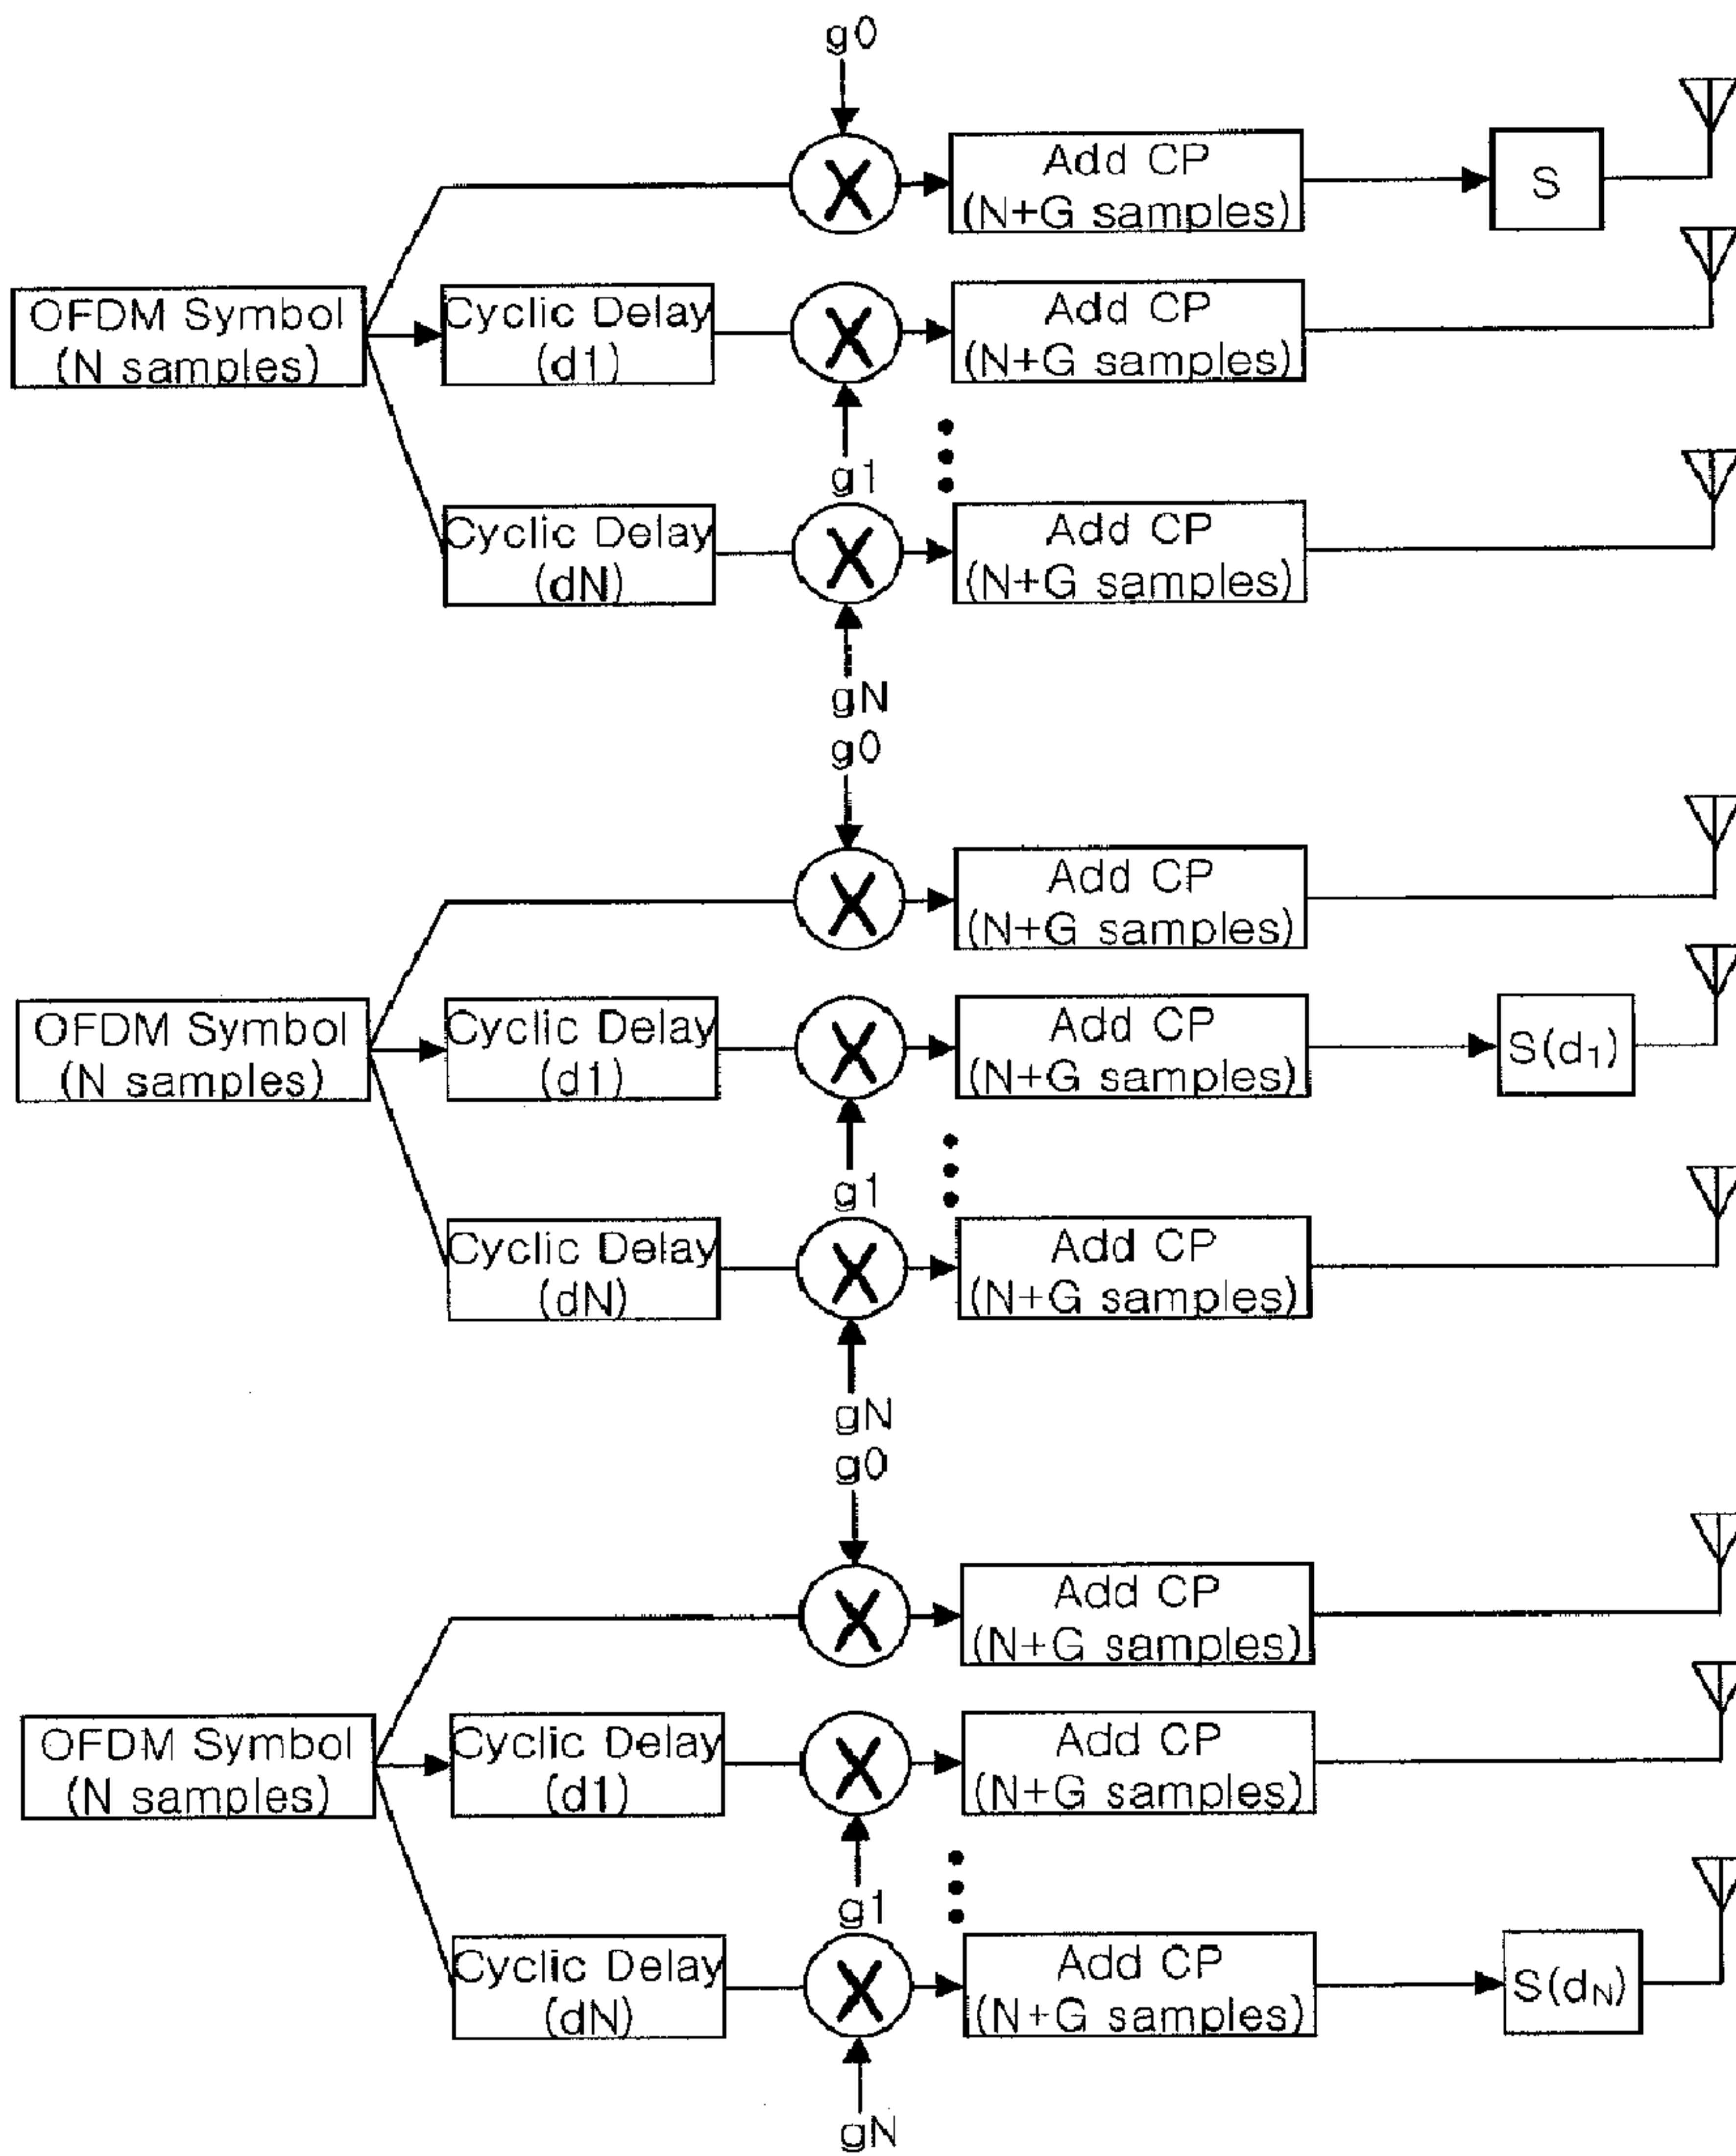 g0
Add CP
(N+G samples)
S
OFDM Symbol
(N samples)
Cyclic Delay
(d1)
X
Add CP
(N+G samples)
g1
Cyclic Delay
(dN)
X
Add CP
(N+G samples)
gN
g0
X
Add CP
(N+G samples)
OFDM Symbol
(N samples)
Cyclic Delay
(d1)
X
Add CP
(N+G samples)
S(d1)
g1
Cyclic Delay
(dN)
X
Add CP
(N+G samples)
gN
g0
X
Add CP
(N+G samples)
OFDM Symbol
(N samples)
Cyclic Delay
(d1)
X
Add CP
(N+G samples)
g1
Cyclic Delay
(dN)
X
Add CP
(N+G samples)
S(dN)
gN